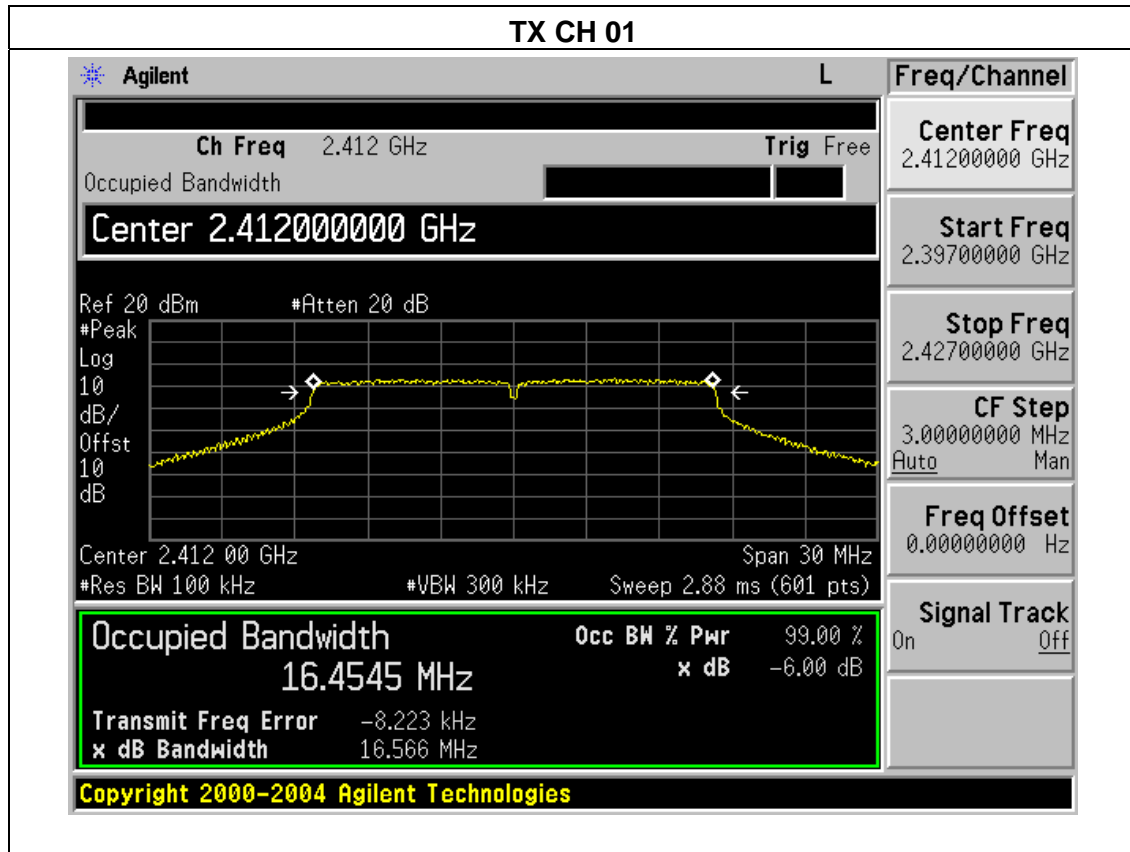 TX CH 01
Agilent L Freq/Channel
Ch Freq 2.412 GHz Trig Free
Occupied Bandwidth
Center 2.412000000 GHz
Ref 20 dBm #Atten 20 dB
#Peak
Log
10
dB/
Offst
10
dB
Center 2.412 00 GHz Span 30 MHz
#Res BW 100 kHz #VBW 300 kHz Sweep 2.88 ms (601 pts)
Occupied Bandwidth Occ BW % Pwr 99.00 %
16.4545 MHz x dB -6.00 dB
Transmit Freq Error -8.223 kHz
x dB Bandwidth 16.566 MHz
Copyright 2000-2004 Agilent Technologies
Center Freq
2.41200000 GHz
Start Freq
2.39700000 GHz
Stop Freq
2.42700000 GHz
CF Step
3.00000000 MHz
Auto Man
Freq Offset
0.00000000 Hz
Signal Track
On Off